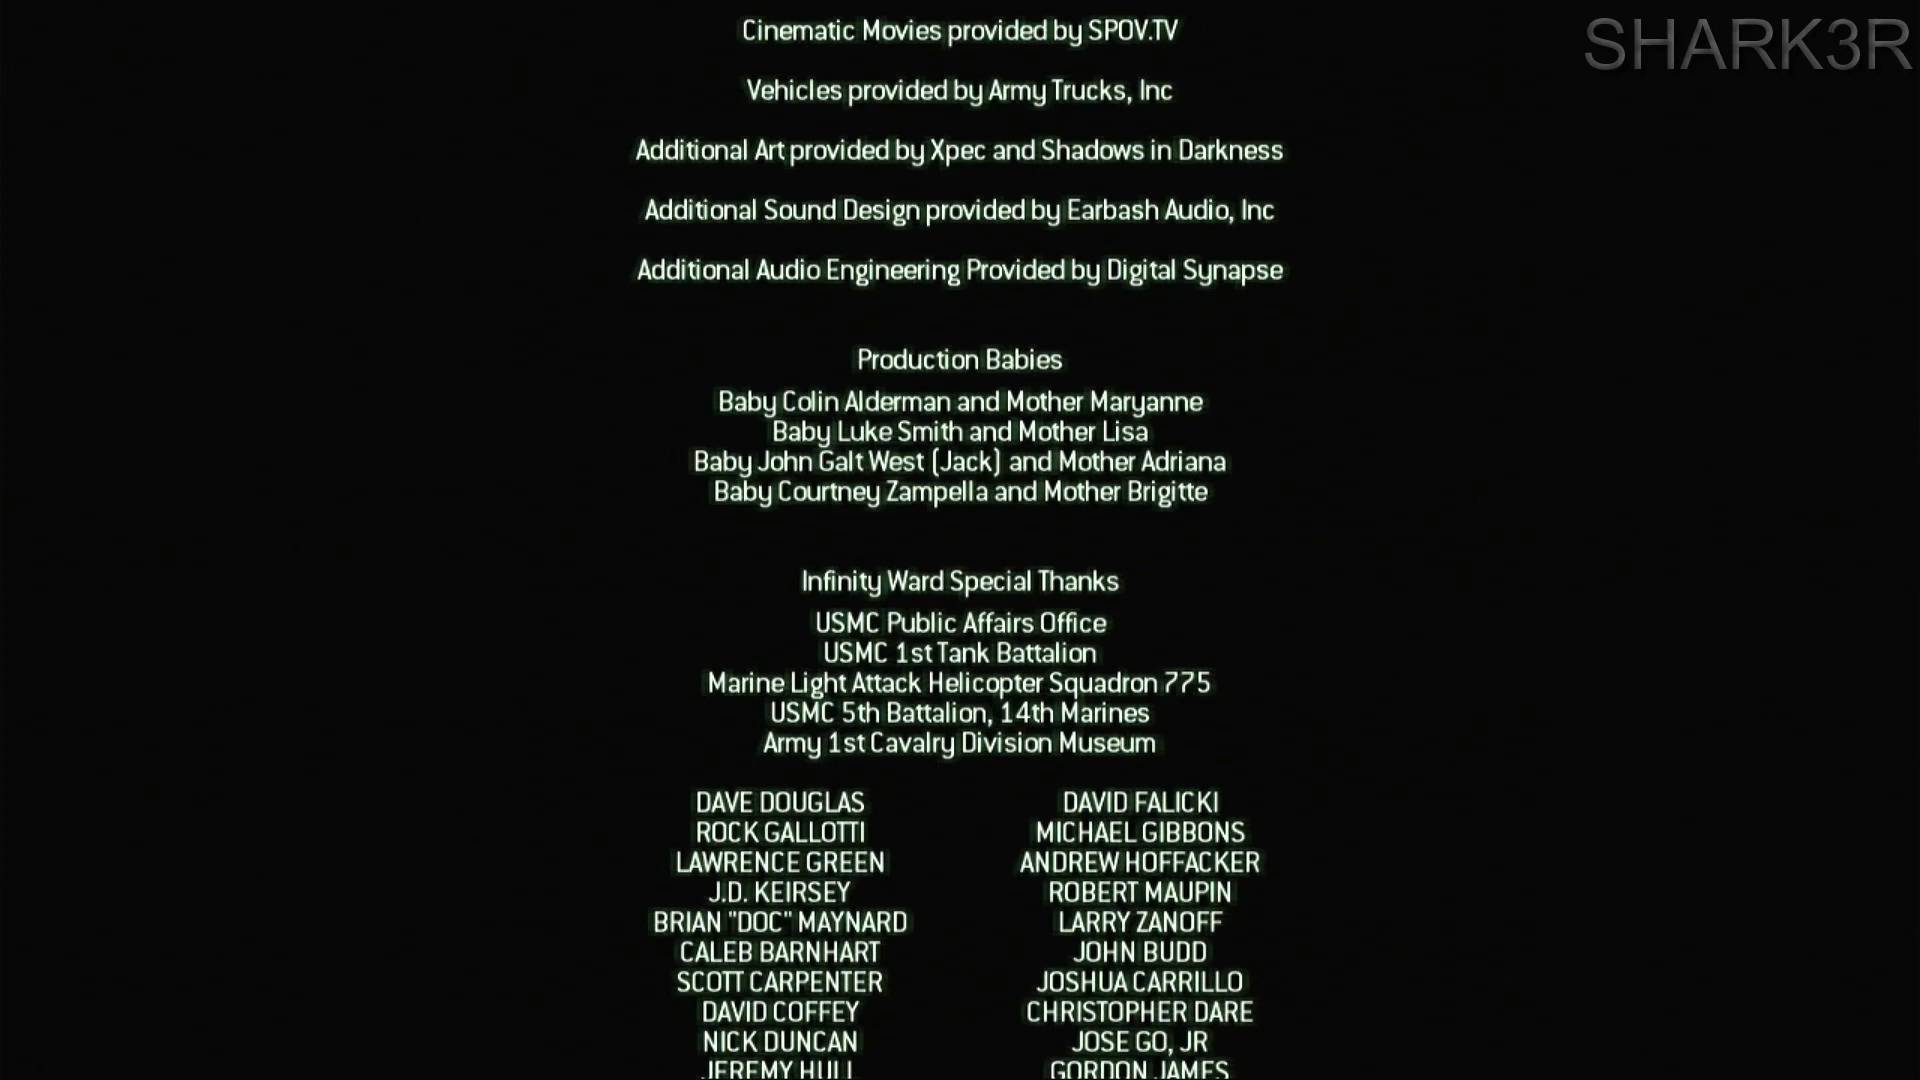 SHARK3R
Cinematic Movies provided by SPOV.TV
Vehicles provided by Army Trucks, Inc
Additional Art provided by Xpec and Shadows in Darkness
Additional Sound Design provided by Earbash Audio, Inc
Additional Audio Engineering Provided by Digital Synapse
Production Babies
Baby Colin Alderman and Mother Maryanne
Baby Luke Smith and Mother Lisa
Baby John Galt West (Jack) and Mother Adriana
Baby Courtney Zampella and Mother Brigitte
Infinity Ward Special Thanks
USMC Public Affairs Office
USMC 1st Tank Battalion
Marine Light Attack Helicopter Squadron 775
USMC 5th Battalion, 14th Marines
Army 1st Cavalry Division Museum
DAVE DOUGLAS DAVID FALICKI
ROCK GALLOTTI MICHAEL GIBBONS
LAWRENCE GREEN ANDREW HOFFACKER
J.D. KEIRSEY ROBERT MAUPIN
BRIAN "DOC" MAYNARD LARRY ZANOFF
CALEB BARNHART JOHN BUDD
SCOTT CARPENTER JOSHUA CARRILLO
DAVID COFFEY CHRISTOPHER DARE
NICK DUNCAN JOSE GO, JR
JEREMY HULL GORDON JAMES